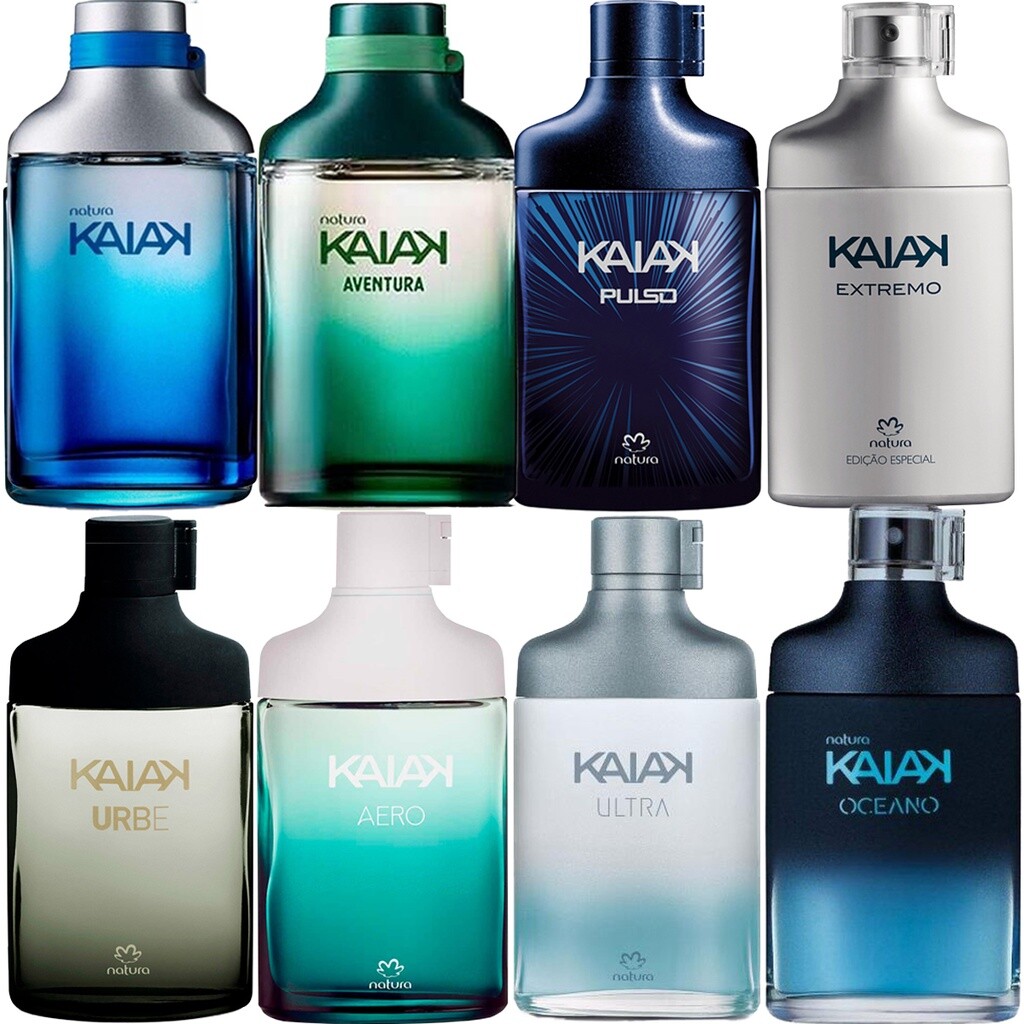 natura
KAIAK
natura
KAIAK
AVENTURA
KAIAK
PULSO
natura
KAIAK
EXTREMO
natura
EDIÇÃO ESPECIAL
KAIAK
URBE
natura
KAIAK
AERO
natura
KAIAK
ULTRA
natura
natura
KAIAK
OCEANO